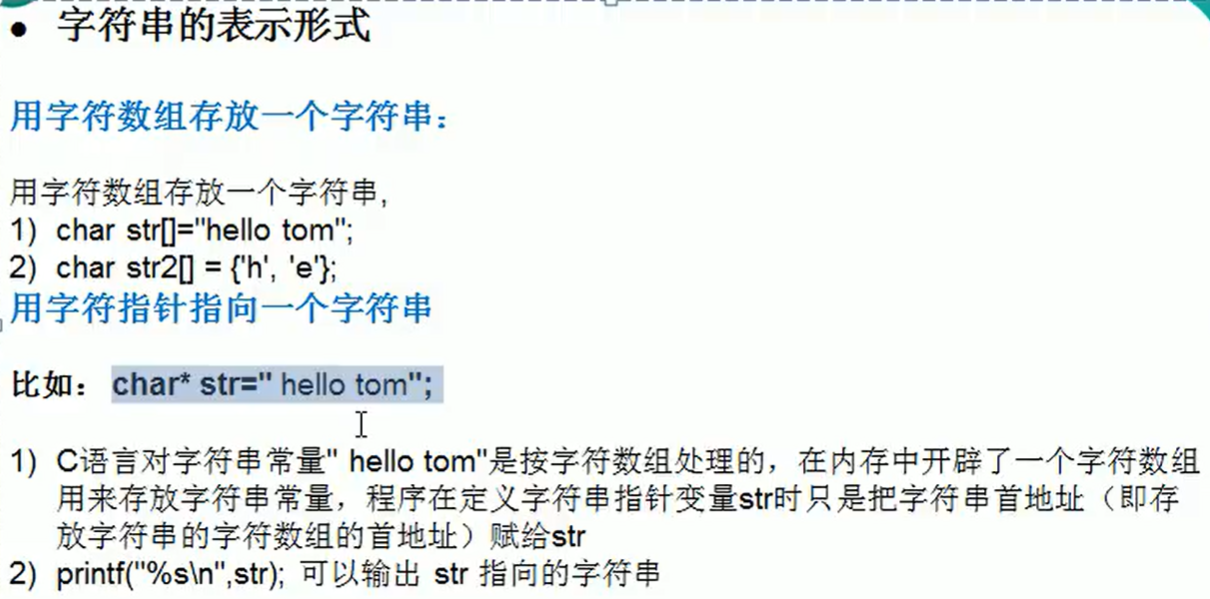 ● 字符串的表示形式
用字符数组存放一个字符串：
用字符数组存放一个字符串,
1) char str[]="hello tom";
2) char str2[] = {'h', 'e'};
用字符指针指向一个字符串
比如： char* str=" hello tom";
1) C语言对字符串常量" hello tom"是按字符数组处理的，在内存中开辟了一个字符数组
用来存放字符串常量，程序在定义字符串指针变量str时只是把字符串首地址（即存
放字符串的字符数组的首地址）赋给str
2) printf("%s\n",str); 可以输出 str 指向的字符串